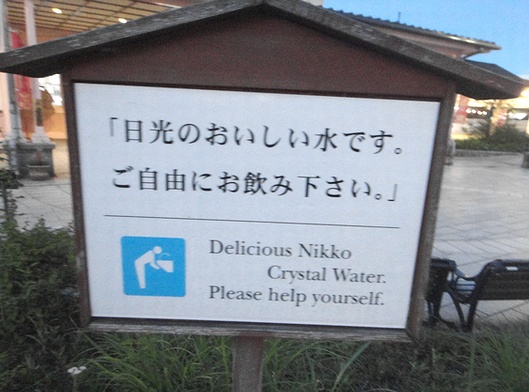 「日光のおいしい水です。
ご自由にお飲み下さい。」
Delicious Nikko
Crystal Water.
Please help yourself.